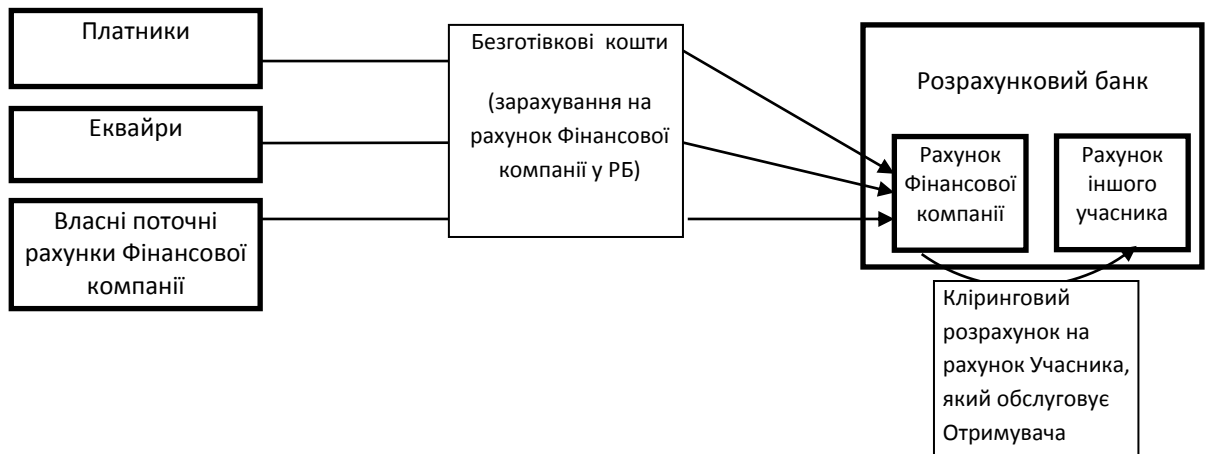 Платники
Еквайри
Власні поточні
рахунки Фінансової
компанії
Безготівкові кошти
(зарахування на
рахунок Фінансової
компанії у РБ)
Розрахунковий банк
Рахунок
Фінансової
компанії
Рахунок
іншого
учасника
Кліринговий
розрахунок на
рахунок Учасника,
який обслуговує
Отримувача